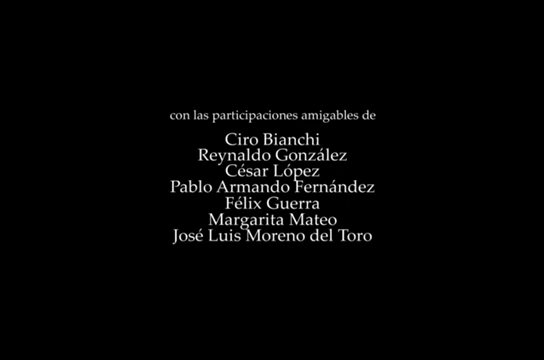 con las participaciones amigables de
Ciro Bianchi
Reynaldo González
César López
Pablo Armando Fernández
Félix Guerra
Margarita Mateo
José Luis Moreno del Toro